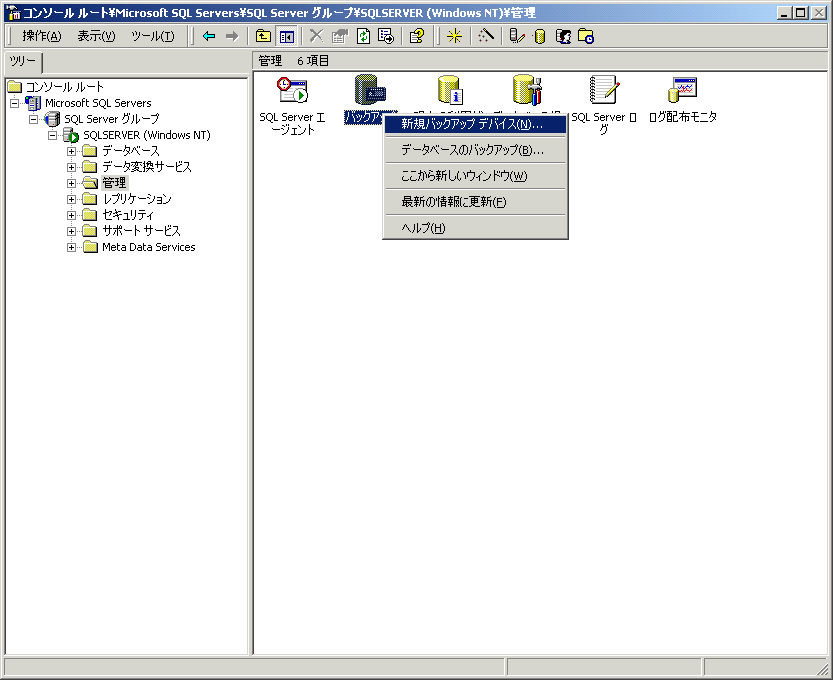 コンソール ルート¥Microsoft SQL Servers¥SQL Server グループ¥SQLSERVER (Windows NT)¥管理
操作(A) 表示(V) ツール(T)
ツリー
管理 6 項目
コンソール ルート
Microsoft SQL Servers
SQL Server グループ
SQLSERVER (Windows NT)
データベース
データ変換サービス
管理
レプリケーション
セキュリティ
サポート サービス
Meta Data Services
SQL Server エ
ージェント
バックア
SQL Server ロ
グ
ログ配布モニタ
新規バックアップ デバイス(N)...
データベースのバックアップ(B)...
ここから新しいウィンドウ(W)
最新の情報に更新(F)
ヘルプ(H)